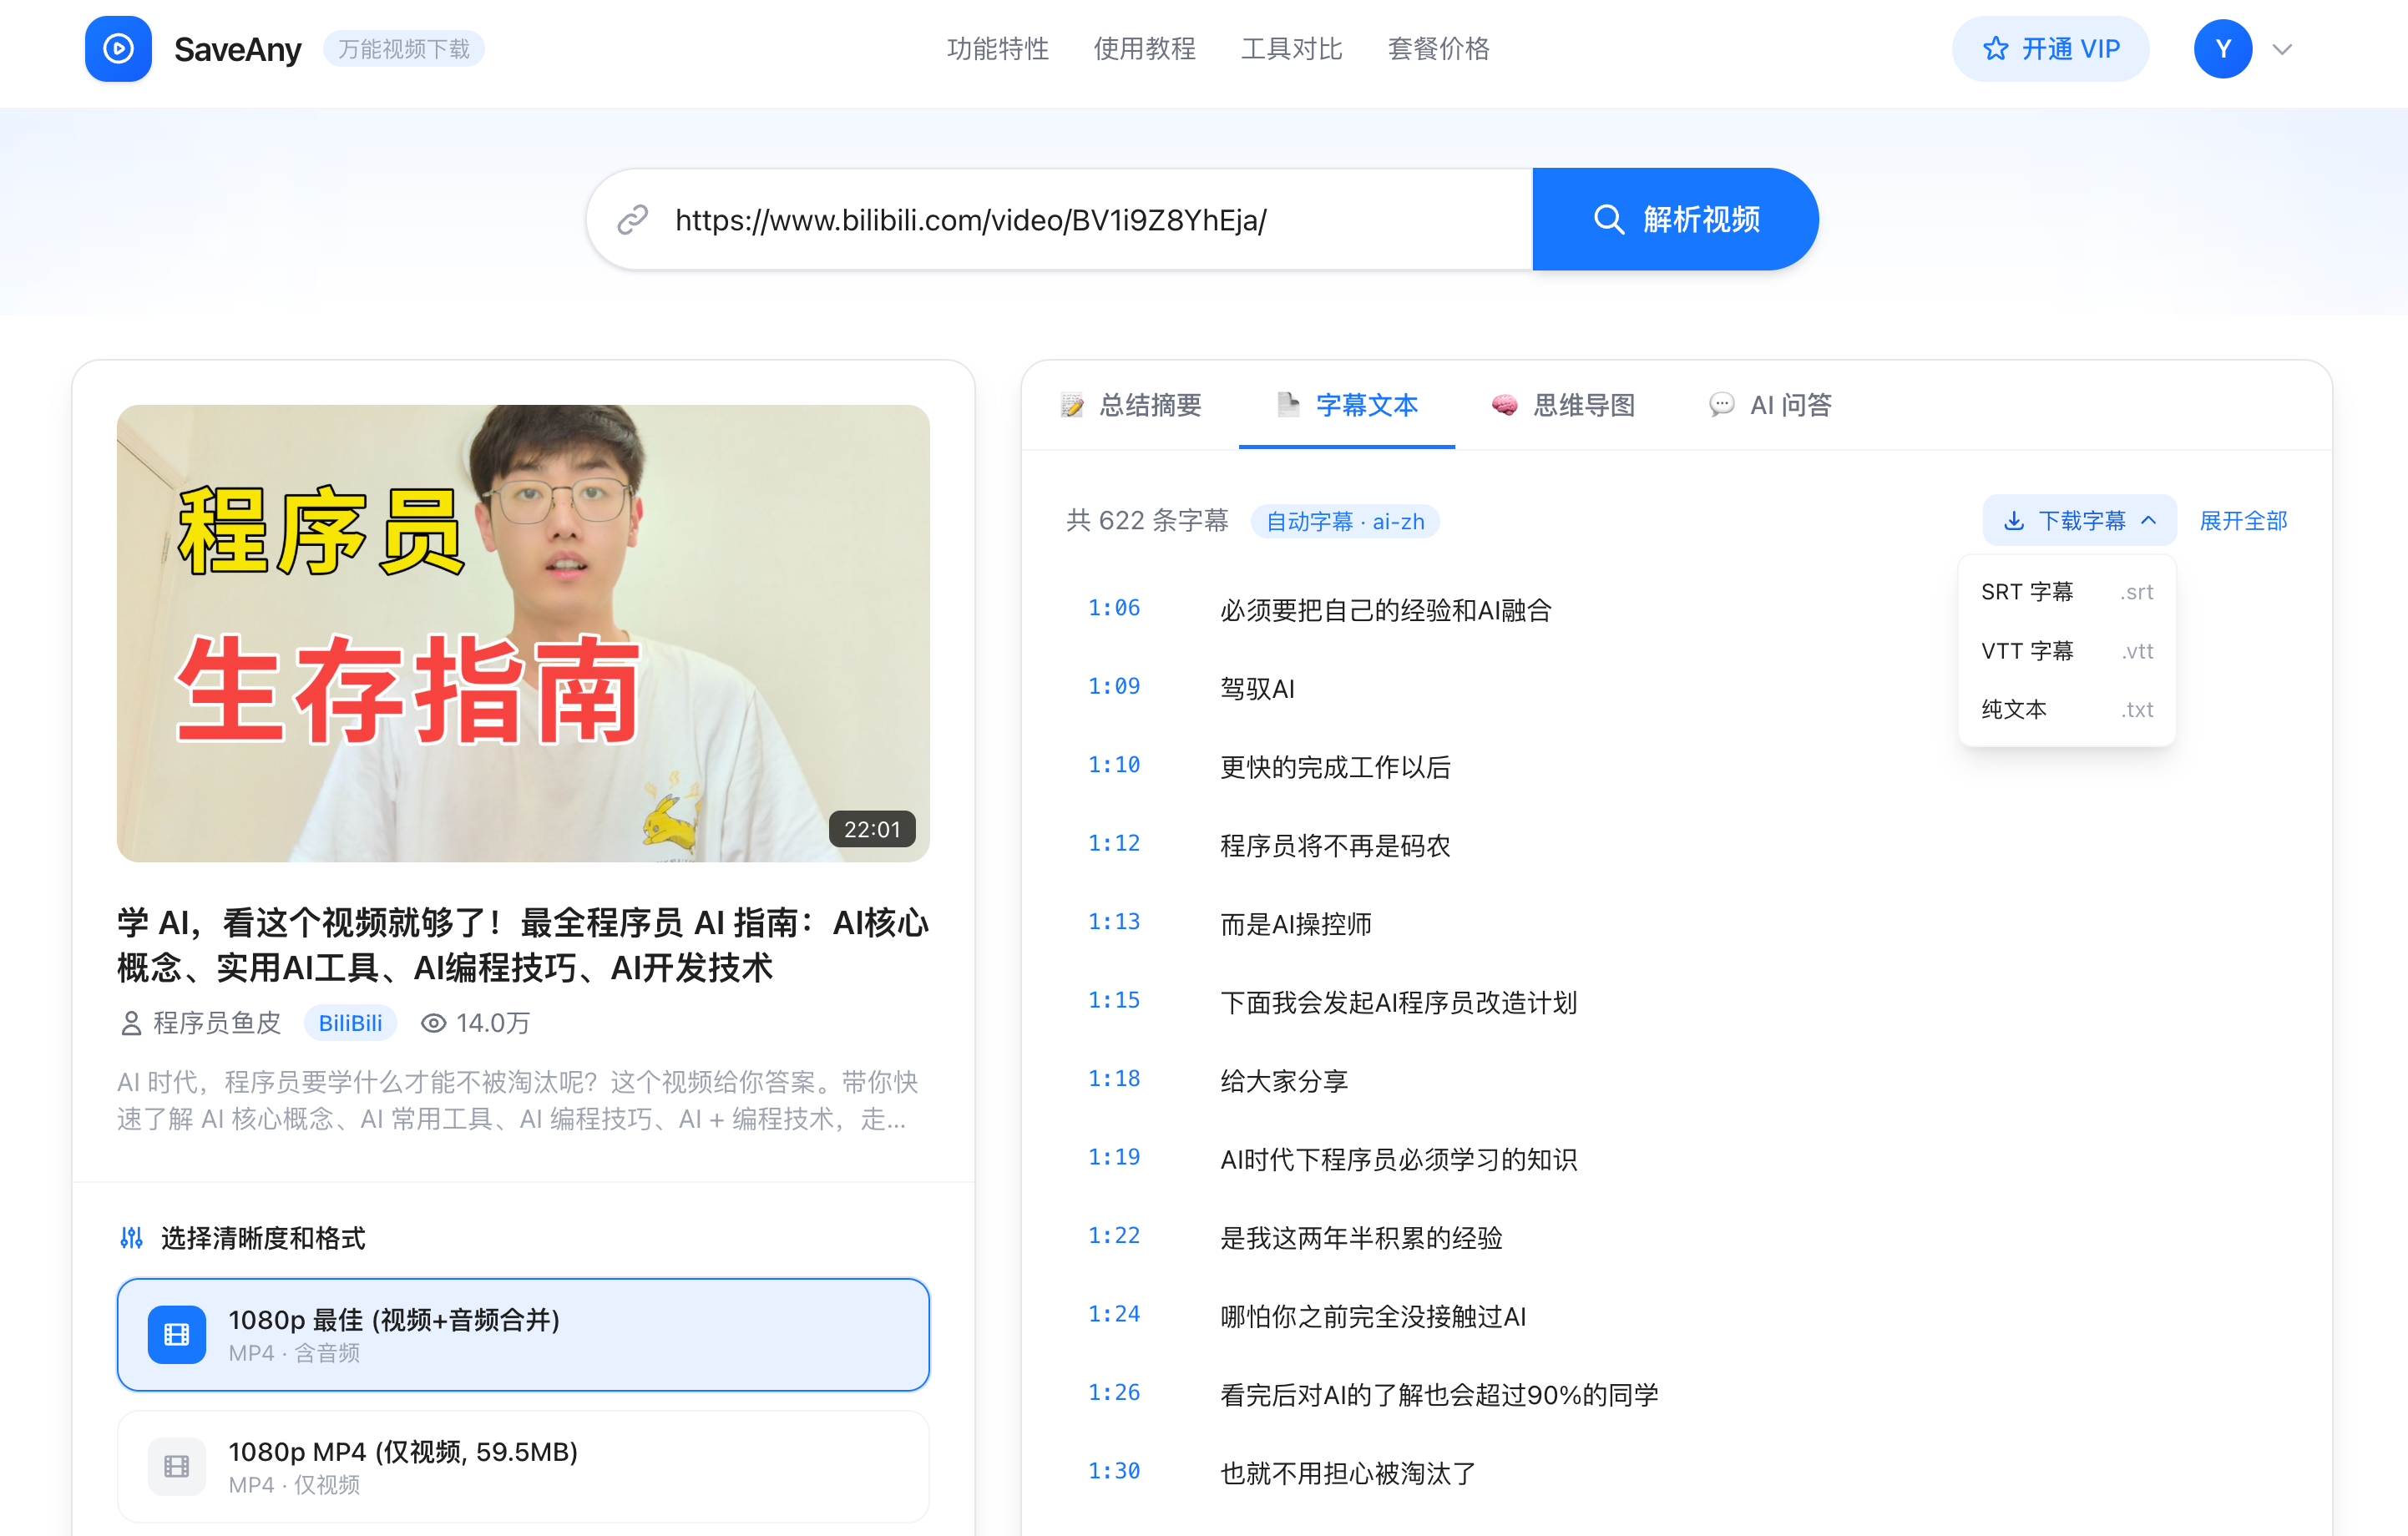 SaveAny 万能视频下载
功能特性 使用教程 工具对比 套餐价格
开通 VIP
Y
https://www.bilibili.com/video/BV1i9Z8YhEja/
解析视频
程序员
生存指南
22:01
学 AI，看这个视频就够了！最全程序员 AI 指南：AI核心
概念、实用AI工具、AI编程技巧、AI开发技术
程序员鱼皮 BiliBili 14.0万
AI 时代，程序员要学什么才能不被淘汰呢？这个视频给你答案。带你快
速了解 AI 核心概念、AI 常用工具、AI 编程技巧、AI + 编程技术，走...
选择清晰度和格式
1080p 最佳 (视频+音频合并)
MP4 · 含音频
1080p MP4 (仅视频, 59.5MB)
MP4 · 仅视频
总结摘要 字幕文本 思维导图 AI 问答
共 622 条字幕 自动字幕 · ai-zh
下载字幕 展开全部
SRT 字幕 .srt
VTT 字幕 .vtt
纯文本 .txt
1:06 必须要把自己的经验和AI融合
1:09 驾驭AI
1:10 更快的完成工作以后
1:12 程序员将不再是码农
1:13 而是AI操控师
1:15 下面我会发起AI程序员改造计划
1:18 给大家分享
1:19 AI时代下程序员必须学习的知识
1:22 是我这两年半积累的经验
1:24 哪怕你之前完全没接触过AI
1:26 看完后对AI的了解也会超过90%的同学
1:30 也就不用担心被淘汰了